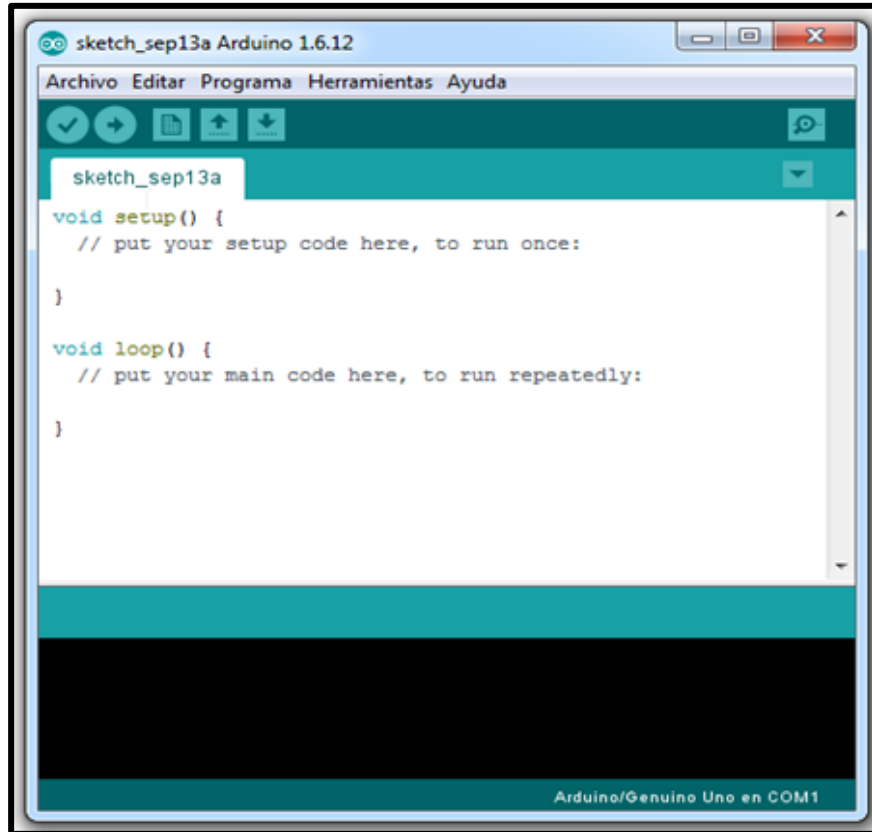 sketch_sep13a Arduino 1.6.12
Archivo Editar Programa Herramientas Ayuda
sketch_sep13a
void setup() {
  // put your setup code here, to run once:
}
void loop() {
  // put your main code here, to run repeatedly:
}
Arduino/Genuino Uno en COM1